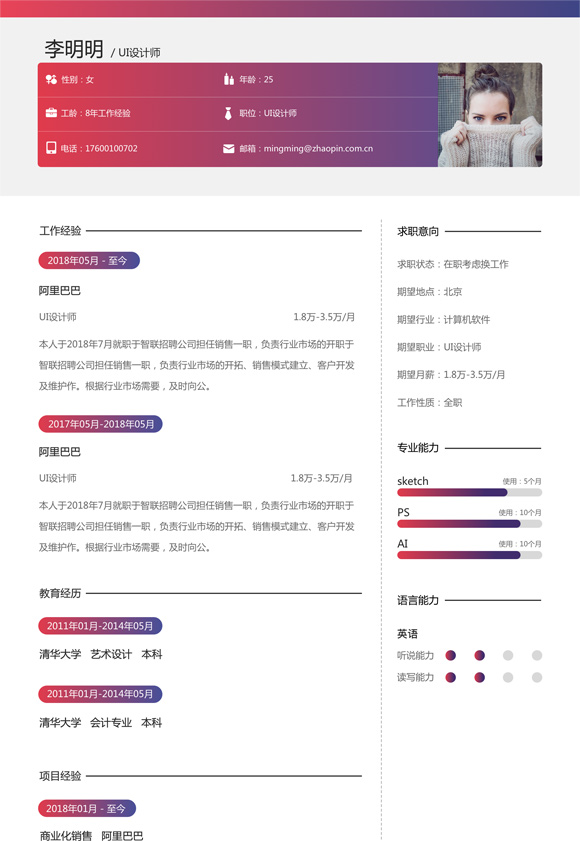 李明明 / UI设计师
性别：女
年龄：25
工龄：8年工作经验
职位：UI设计师
电话：17600100702
邮箱：mingming@zhaopin.com.cn
工作经验
2018年05月 - 至今
阿里巴巴
UI设计师 1.8万-3.5万/月
本人于2018年7月就职于智联招聘公司担任销售一职，负责行业市场的开职于
智联招聘公司担任销售一职，负责行业市场的开拓、销售模式建立、客户开发
及维护作。根据行业市场需要，及时向公。
2017年05月-2018年05月
阿里巴巴
UI设计师 1.8万-3.5万/月
本人于2018年7月就职于智联招聘公司担任销售一职，负责行业市场的开职于
智联招聘公司担任销售一职，负责行业市场的开拓、销售模式建立、客户开发
及维护作。根据行业市场需要，及时向公。
教育经历
2011年01月-2014年05月
清华大学 艺术设计 本科
2011年01月-2014年05月
清华大学 会计专业 本科
项目经验
2018年01月 - 至今
商业化销售 阿里巴巴
求职意向
求职状态：在职考虑换工作
期望地点：北京
期望行业：计算机软件
期望职业：UI设计师
期望月薪：1.8万-3.5万/月
工作性质：全职
专业能力
sketch 使用：5个月
PS 使用：10个月
AI 使用：10个月
语言能力
英语
听说能力
读写能力